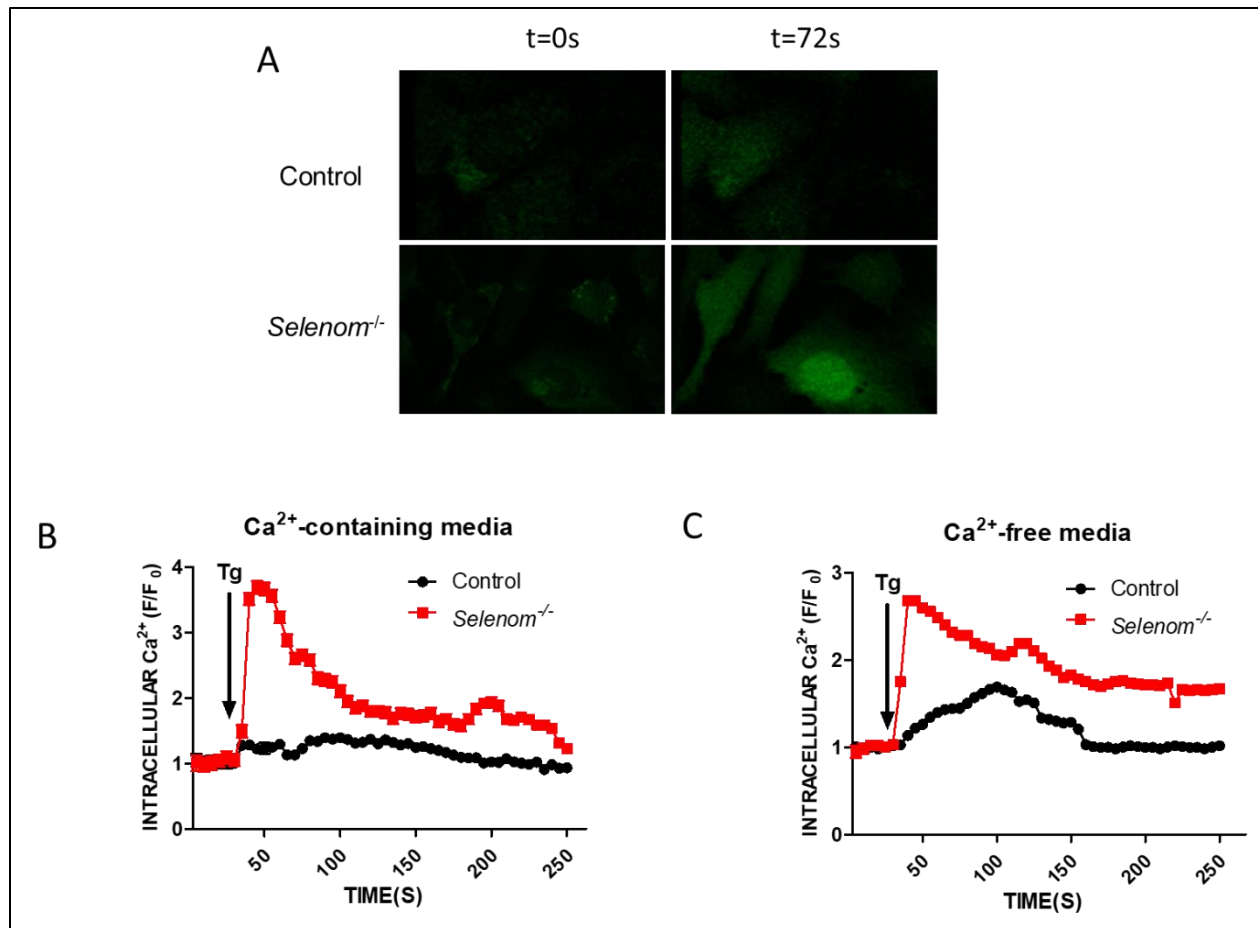 t=0s t=72s
A
Control
Selenom⁻/⁻
B
Ca²⁺-containing media
INTRACELLULAR Ca²⁺ (F/F₀)
4
3
2
1
0
Tg
Control
Selenom⁻/⁻
50 100 150 200 250
TIME(S)
C
Ca²⁺-free media
INTRACELLULAR Ca²⁺ (F/F₀)
3
2
1
0
Tg
Control
Selenom⁻/⁻
50 100 150 200 250
TIME(S)